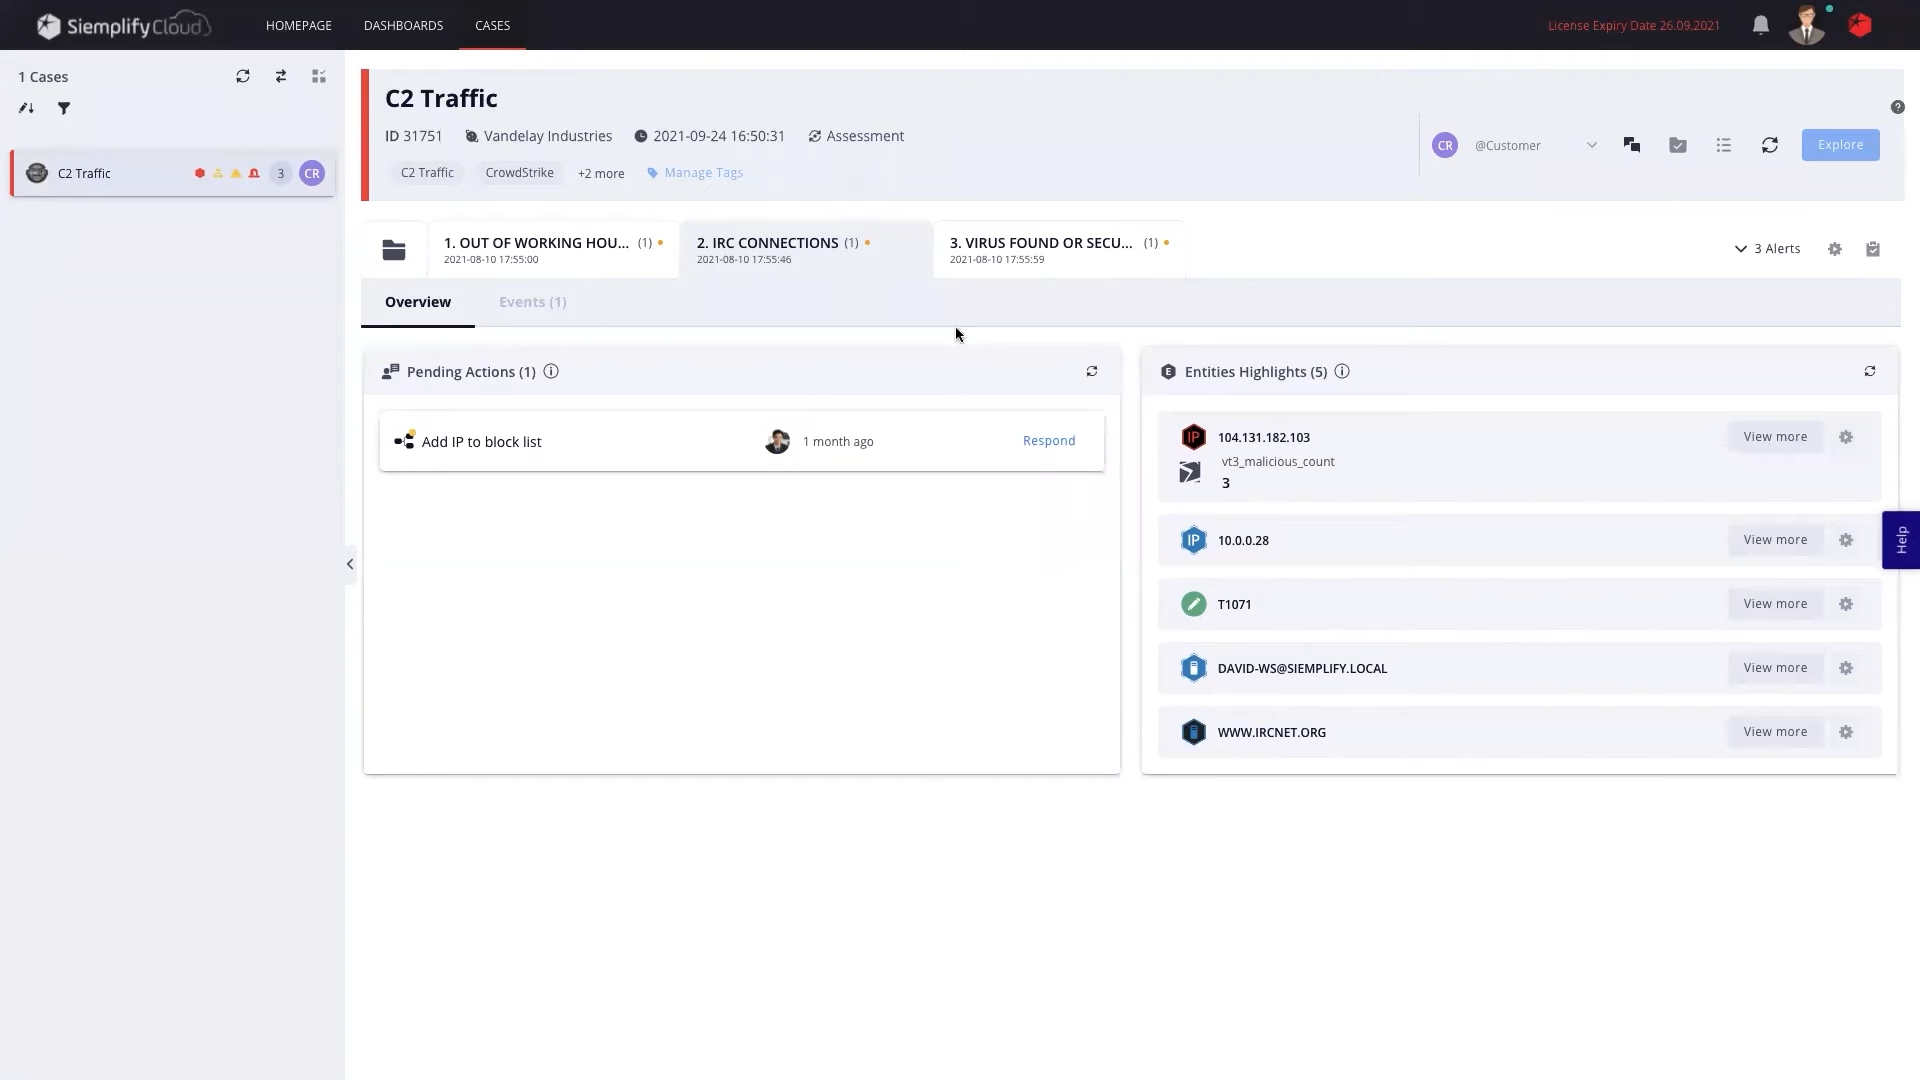 SiemplifyCloud
HOMEPAGE
DASHBOARDS
CASES
License Expiry Date 26.09.2021
1 Cases
C2 Traffic
3
CR
C2 Traffic
ID 31751
Vandelay Industries
2021-09-24 16:50:31
Assessment
C2 Traffic
CrowdStrike
+2 more
Manage Tags
CR
@Customer
Explore
1. OUT OF WORKING HOU... (1)
2021-08-10 17:55:00
2. IRC CONNECTIONS (1)
2021-08-10 17:55:46
3. VIRUS FOUND OR SECU... (1)
2021-08-10 17:55:59
3 Alerts
Overview
Events (1)
Pending Actions (1)
Add IP to block list
1 month ago
Respond
E
Entities Highlights (5)
IP
104.131.182.103
View more
vt3_malicious_count
3
IP
10.0.0.28
View more
T1071
View more
DAVID-WS@SIEMPLIFY.LOCAL
View more
WWW.IRCNET.ORG
View more
Help